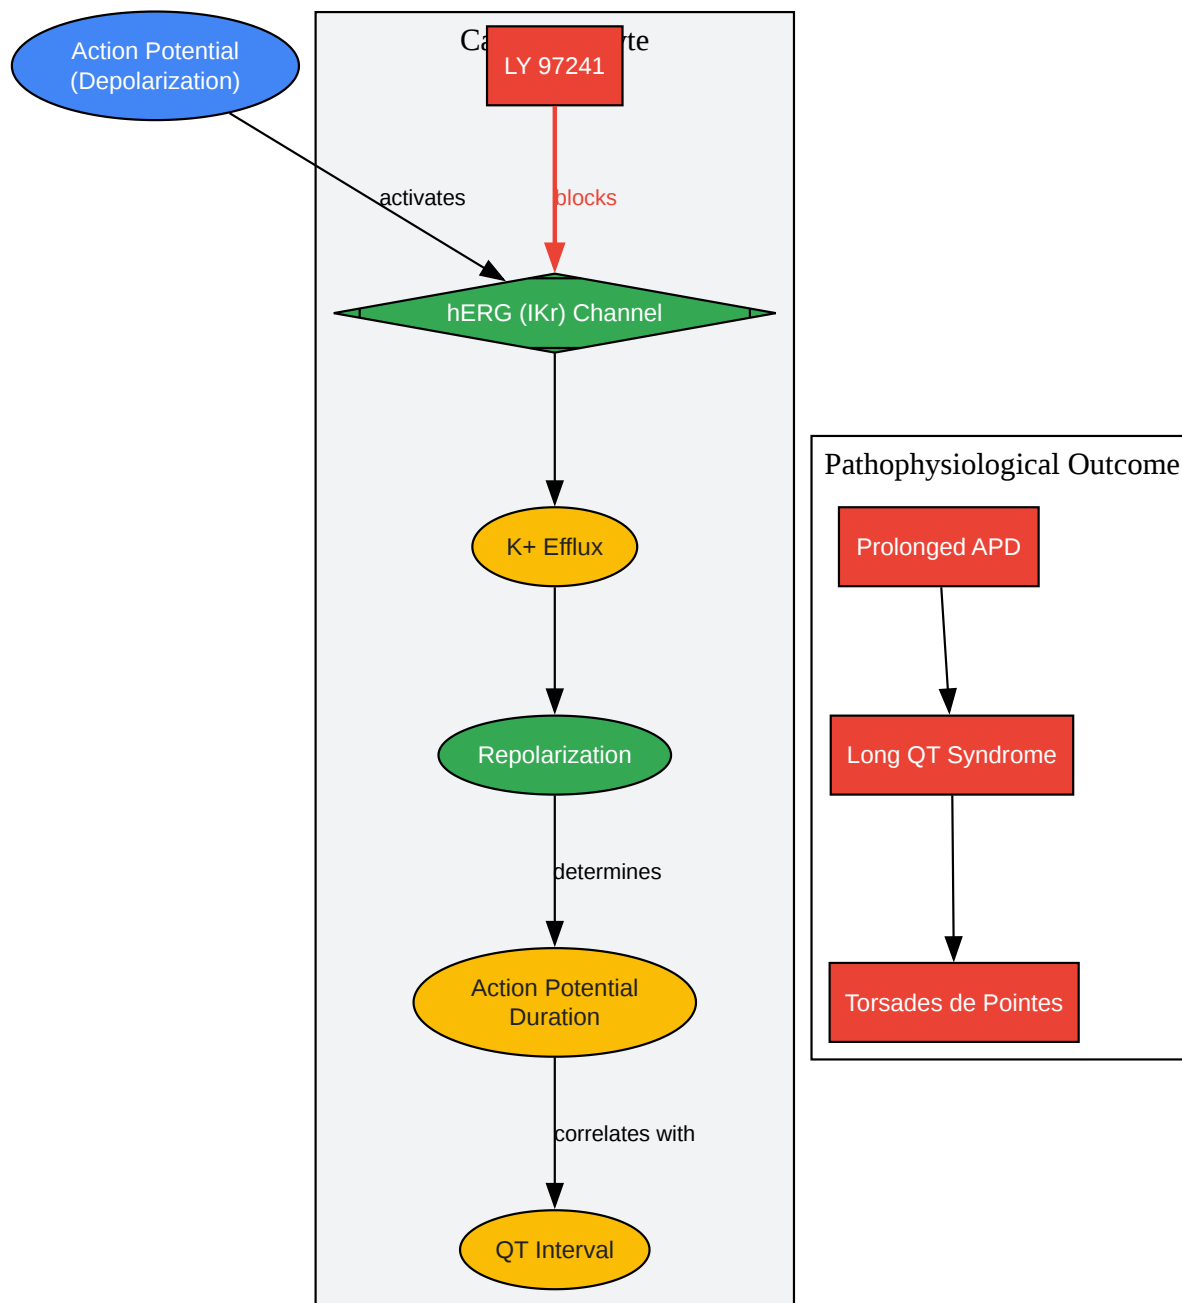 Action Potential
(Depolarization)
LY 97241
activates
blocks
hERG (IKr) Channel
K+ Efflux
Repolarization
determines
Action Potential
Duration
correlates with
QT Interval
Pathophysiological Outcome
Prolonged APD
Long QT Syndrome
Torsades de Pointes